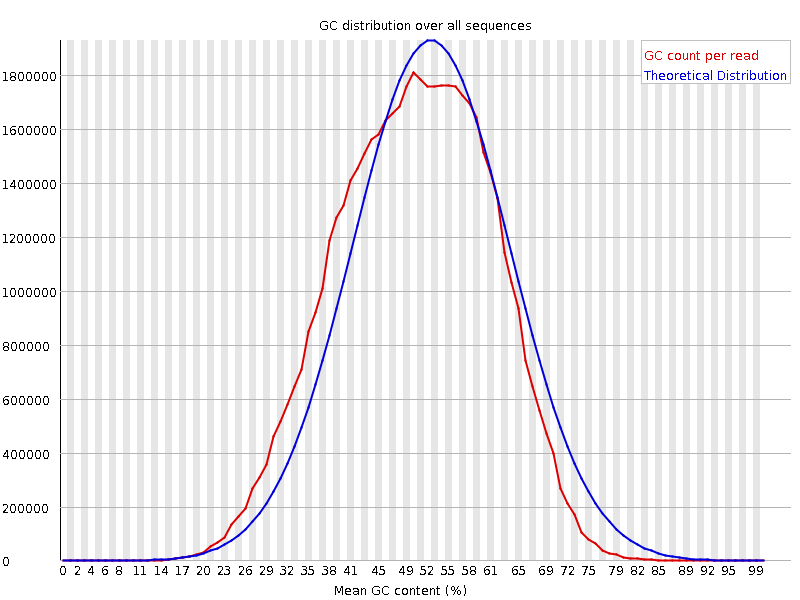 GC distribution over all sequences
GC count per read
Theoretical Distribution
1800000
1600000
1400000
1200000
1000000
800000
600000
400000
200000
0
0 2 4 6 8 11 14 17 20 23 26 29 32 35 38 41 45 49 52 55 58 61 65 69 72 75 79 82 85 89 92 95 99
Mean GC content (%)